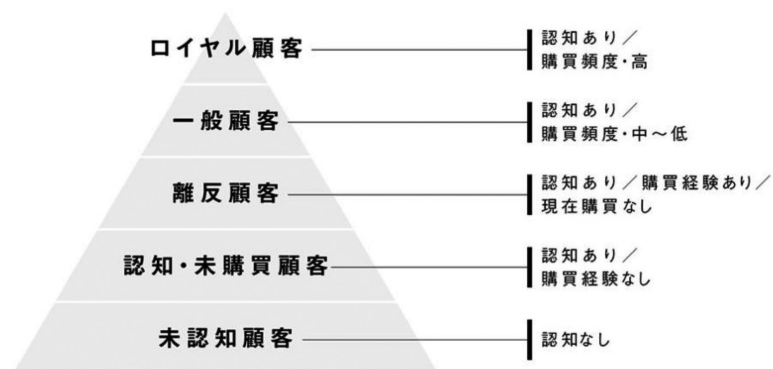 ロイヤル顧客
認知あり／
購買頻度・高
一般顧客
認知あり／
購買頻度・中〜低
離反顧客
認知あり／購買経験あり／
現在購買なし
認知・未購買顧客
認知あり／
購買経験なし
未認知顧客
認知なし